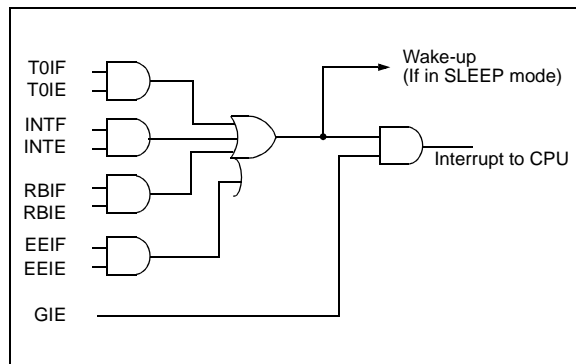 T0IF
T0IE
INTF
INTE
RBIF
RBIE
EEIF
EEIE
GIE
Wake-up
(If in SLEEP mode)
Interrupt to CPU